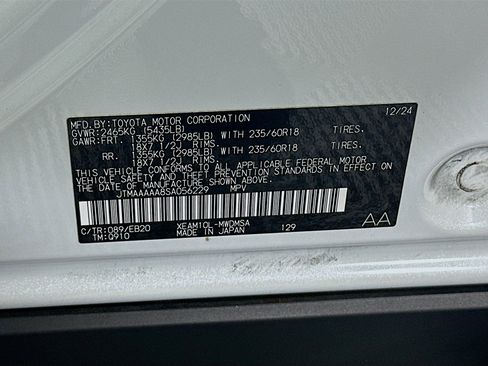 MFD.BY:TOYOTA MOTOR CORPORATION 12/24
GVWR:2465KG (5435LB)
GAWR:FRT. 1355KG (2985LB) WITH 235/60R18 TIRES.
18X7 1/2J RIMS.
RR. 1355KG (2985LB) WITH 235/60R18 TIRES.
18X7 1/2J RIMS.
THIS VEHICLE CONFORMS TO ALL APPLICABLE FEDERAL MOTOR
VEHICLE SAFETY, BUMPER, AND THEFT PREVENTION STANDARDS IN EFFECT
ON THE DATE OF MANUFACTURE SHOWN ABOVE.
JTMAAAAA8SA056229 MPV
C/TR:089/EB20 XEAM10L-MWDMSA AA
TM:Q910 MADE IN JAPAN 129